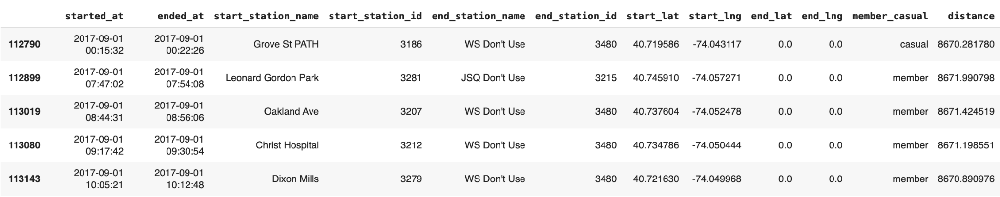 started_at ended_at start_station_name start_station_id end_station_name end_station_id start_lat start_lng end_lat end_lng member_casual distance
112790 2017-09-01 00:15:32 2017-09-01 00:22:26 Grove St PATH 3186 WS Don't Use 3480 40.719586 -74.043117 0.0 0.0 casual 8670.281780
112899 2017-09-01 07:47:02 2017-09-01 07:54:08 Leonard Gordon Park 3281 JSQ Don't Use 3215 40.745910 -74.057271 0.0 0.0 member 8671.990798
113019 2017-09-01 08:44:31 2017-09-01 08:56:06 Oakland Ave 3207 WS Don't Use 3480 40.737604 -74.052478 0.0 0.0 member 8671.424519
113080 2017-09-01 09:17:42 2017-09-01 09:30:54 Christ Hospital 3212 WS Don't Use 3480 40.734786 -74.050444 0.0 0.0 member 8671.198551
113143 2017-09-01 10:05:21 2017-09-01 10:12:48 Dixon Mills 3279 WS Don't Use 3480 40.721630 -74.049968 0.0 0.0 member 8670.890976